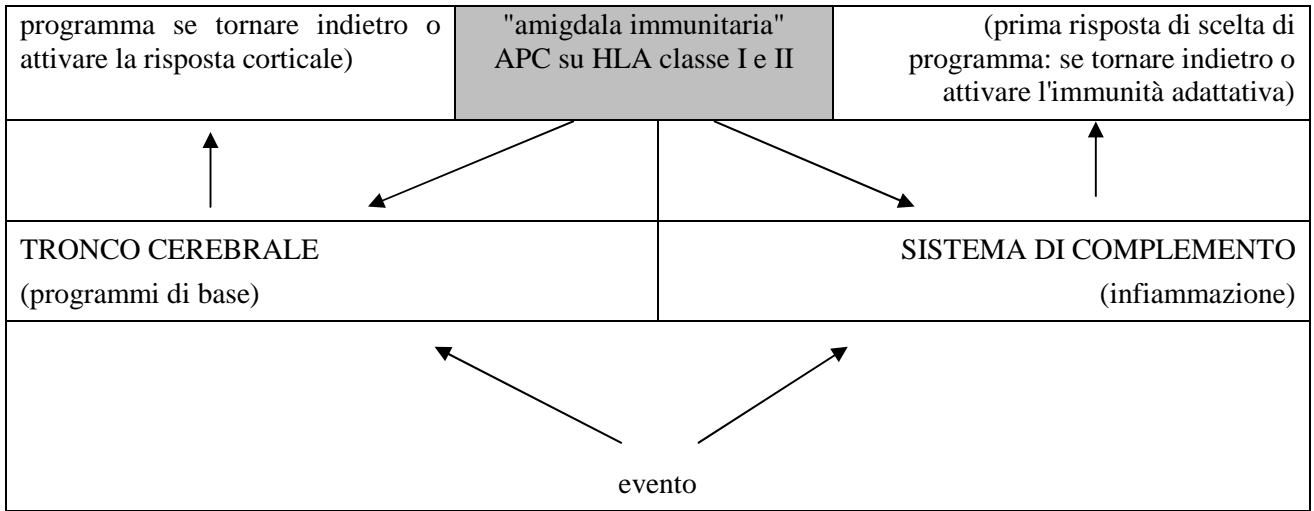 programma se tornare indietro o
attivare la risposta corticale)
"amigdala immunitaria"
APC su HLA classe I e II
(prima risposta di scelta di
programma: se tornare indietro o
attivare l'immunità adattativa)
TRONCO CEREBRALE
(programmi di base)
SISTEMA DI COMPLEMENTO
(infiammazione)
evento